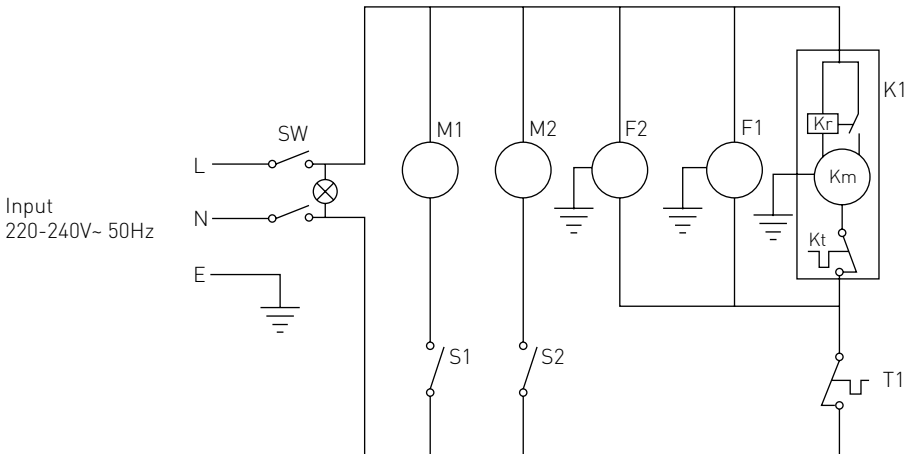 K1
Kr
M1
M2
F2
F1
SW
L
Km
Input
220-240V~ 50Hz
N
Kt
E
S1
S2
T1